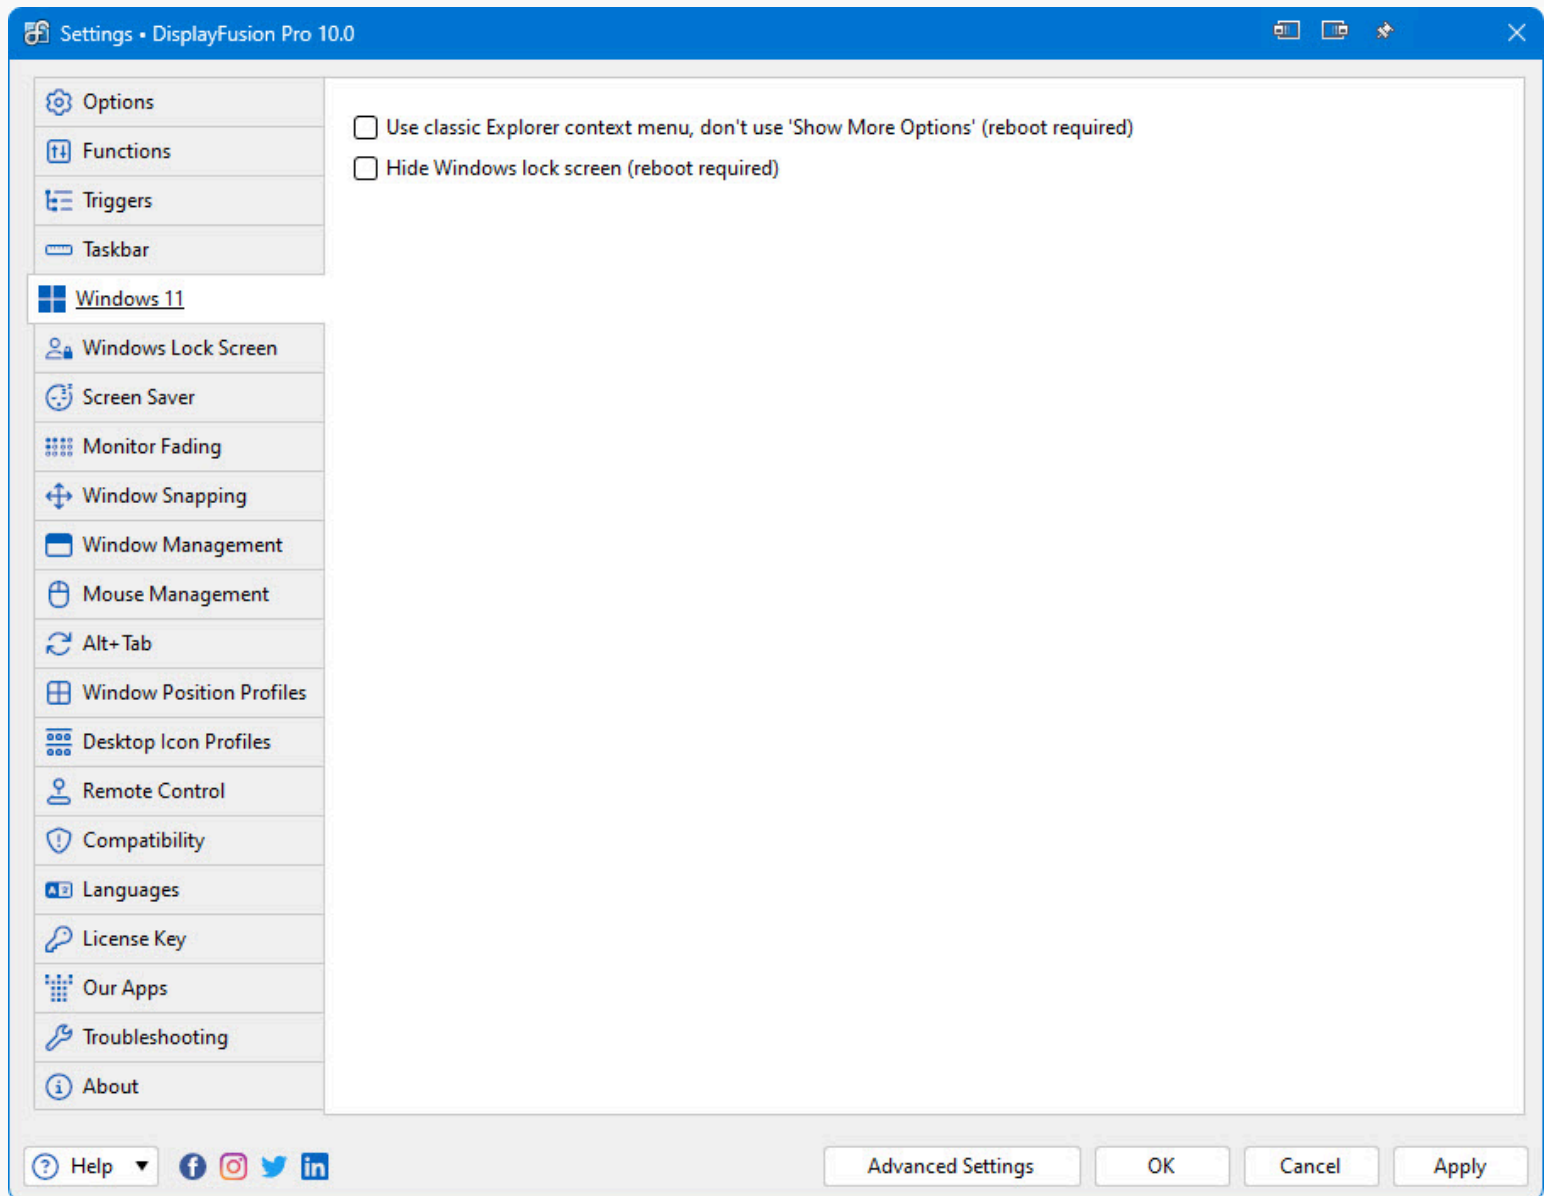 Settings • DisplayFusion Pro 10.0
Options
Functions
Triggers
Taskbar
Windows 11
Windows Lock Screen
Screen Saver
Monitor Fading
Window Snapping
Window Management
Mouse Management
Alt+Tab
Window Position Profiles
Desktop Icon Profiles
Remote Control
Compatibility
Languages
License Key
Our Apps
Troubleshooting
About
Use classic Explorer context menu, don't use 'Show More Options' (reboot required)
Hide Windows lock screen (reboot required)
Help
Advanced Settings
OK
Cancel
Apply